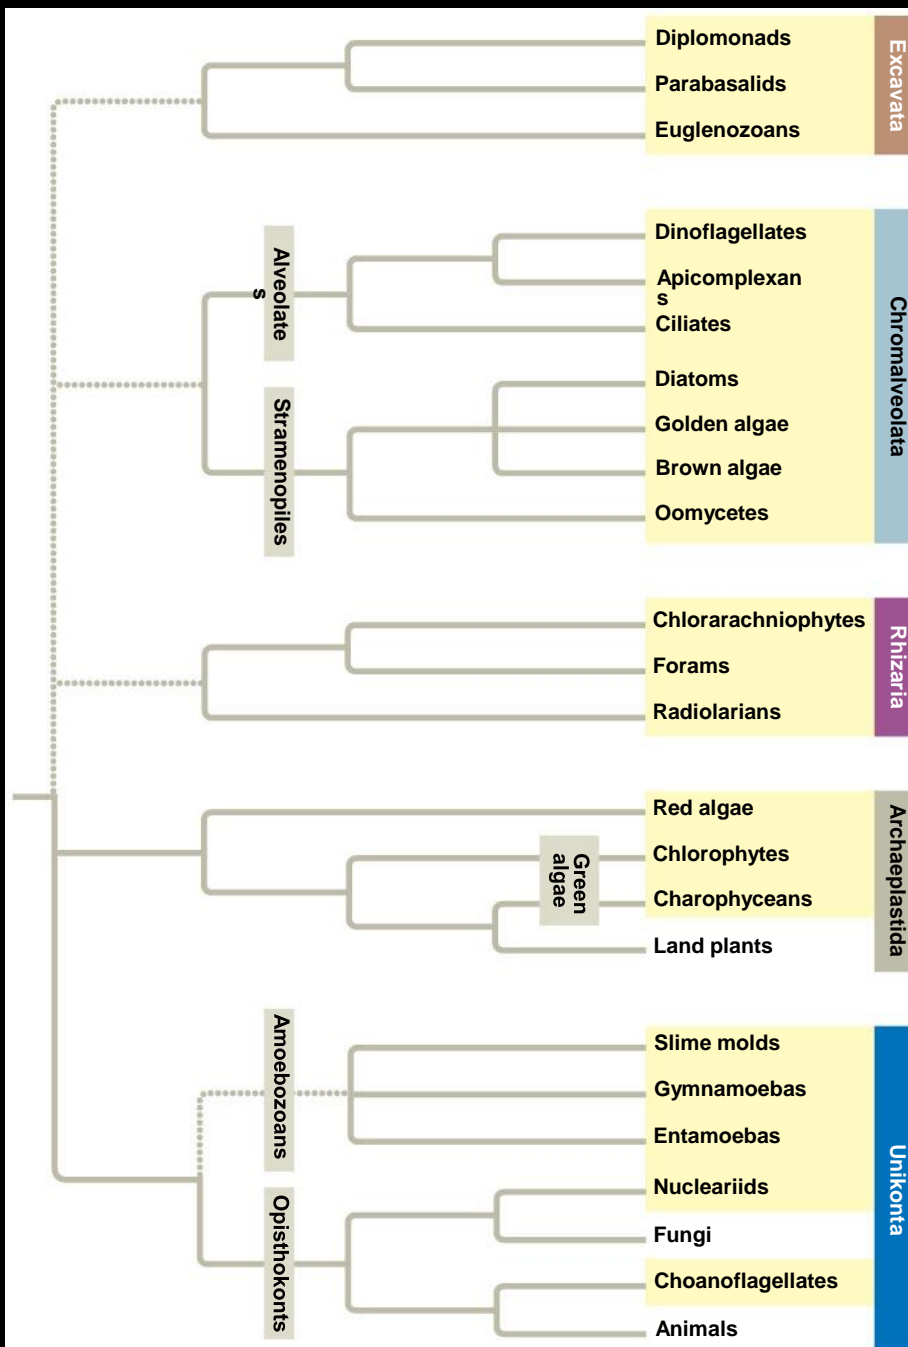 Diplomonads
Parabasalids
Euglenozoans
Excavata
Alveolate
s
Dinoflagellates
Apicomplexan
s
Ciliates
Stramenopiles
Diatoms
Golden algae
Brown algae
Oomycetes
Chromalveolata
Chlorarachniophytes
Forams
Radiolarians
Rhizaria
Red algae
Green
algae
Chlorophytes
Charophyceans
Land plants
Archaeplastida
Amoebozoans
Slime molds
Gymnamoebas
Entamoebas
Opisthokonts
Nucleariids
Fungi
Choanoflagellates
Animals
Unikonta